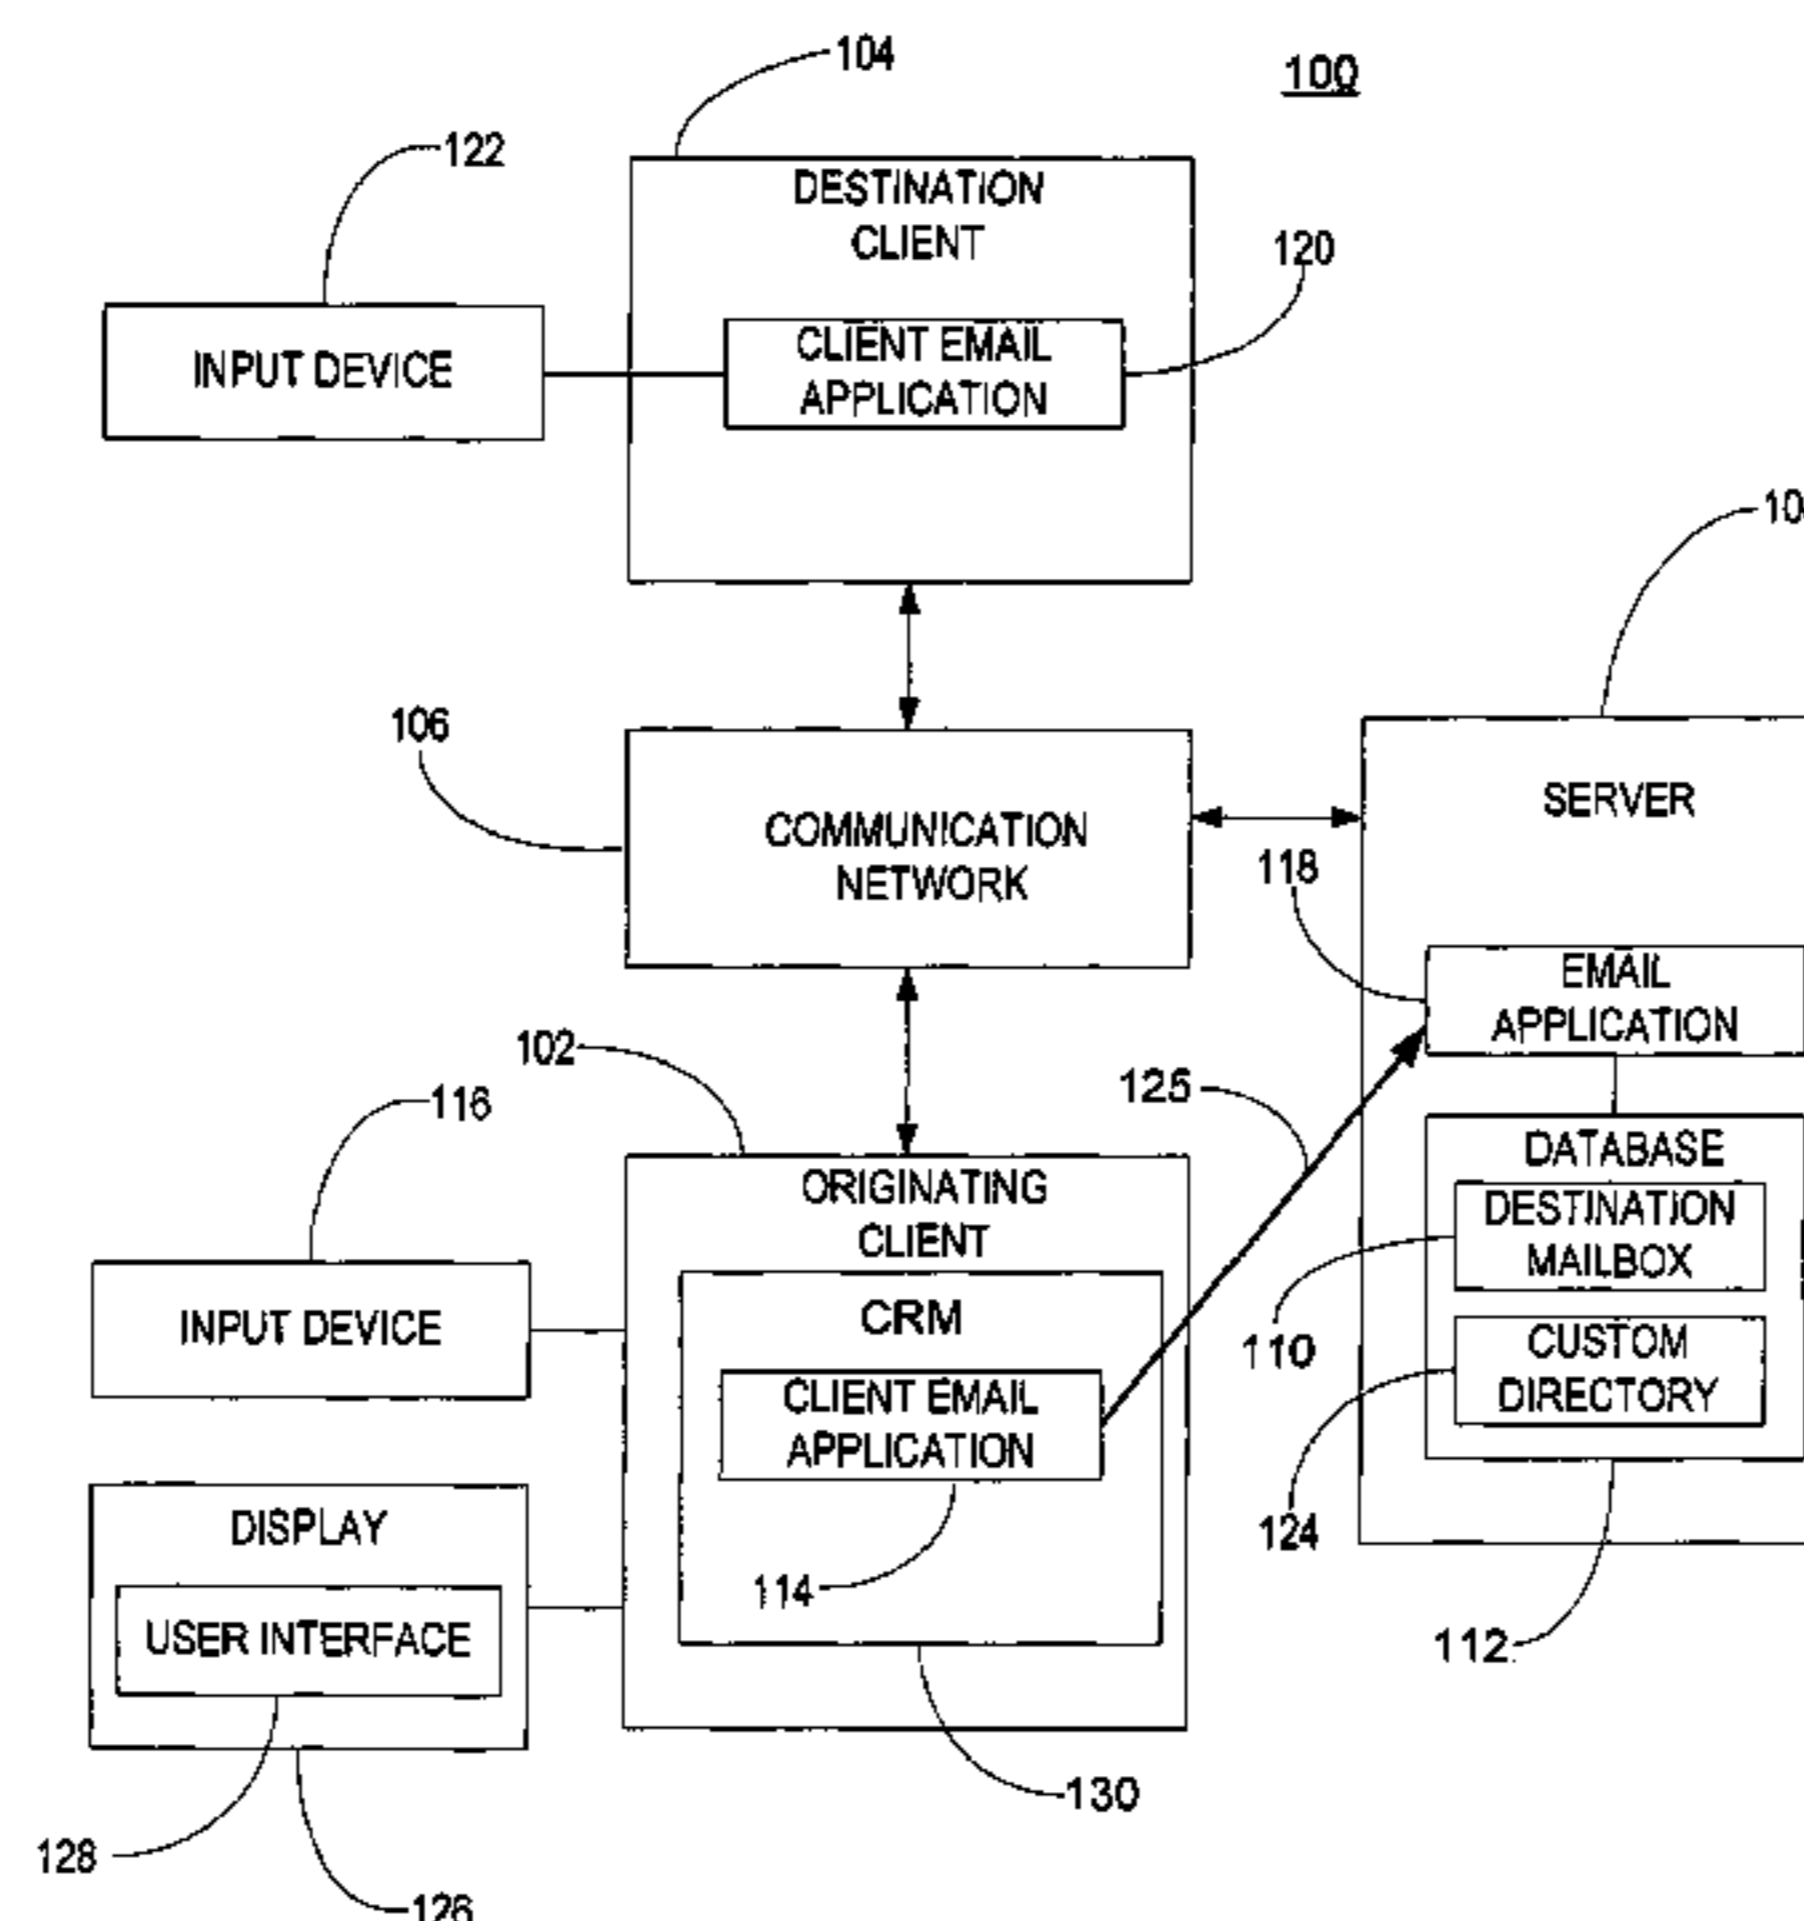 104
100
122
DESTINATION
CLIENT
120
INPUT DEVICE
CLIENT EMAIL
APPLICATION
106
SERVER
COMMUNICATION
NETWORK
118
EMAIL
APPLICATION
102
125
116
DATABASE
ORIGINATING
CLIENT
DESTINATION
MAILBOX
CRM
INPUT DEVICE
110
CUSTOM
DIRECTORY
CLIENT EMAIL
APPLICATION
DISPLAY
124
114
USER INTERFACE
112
130
128
126